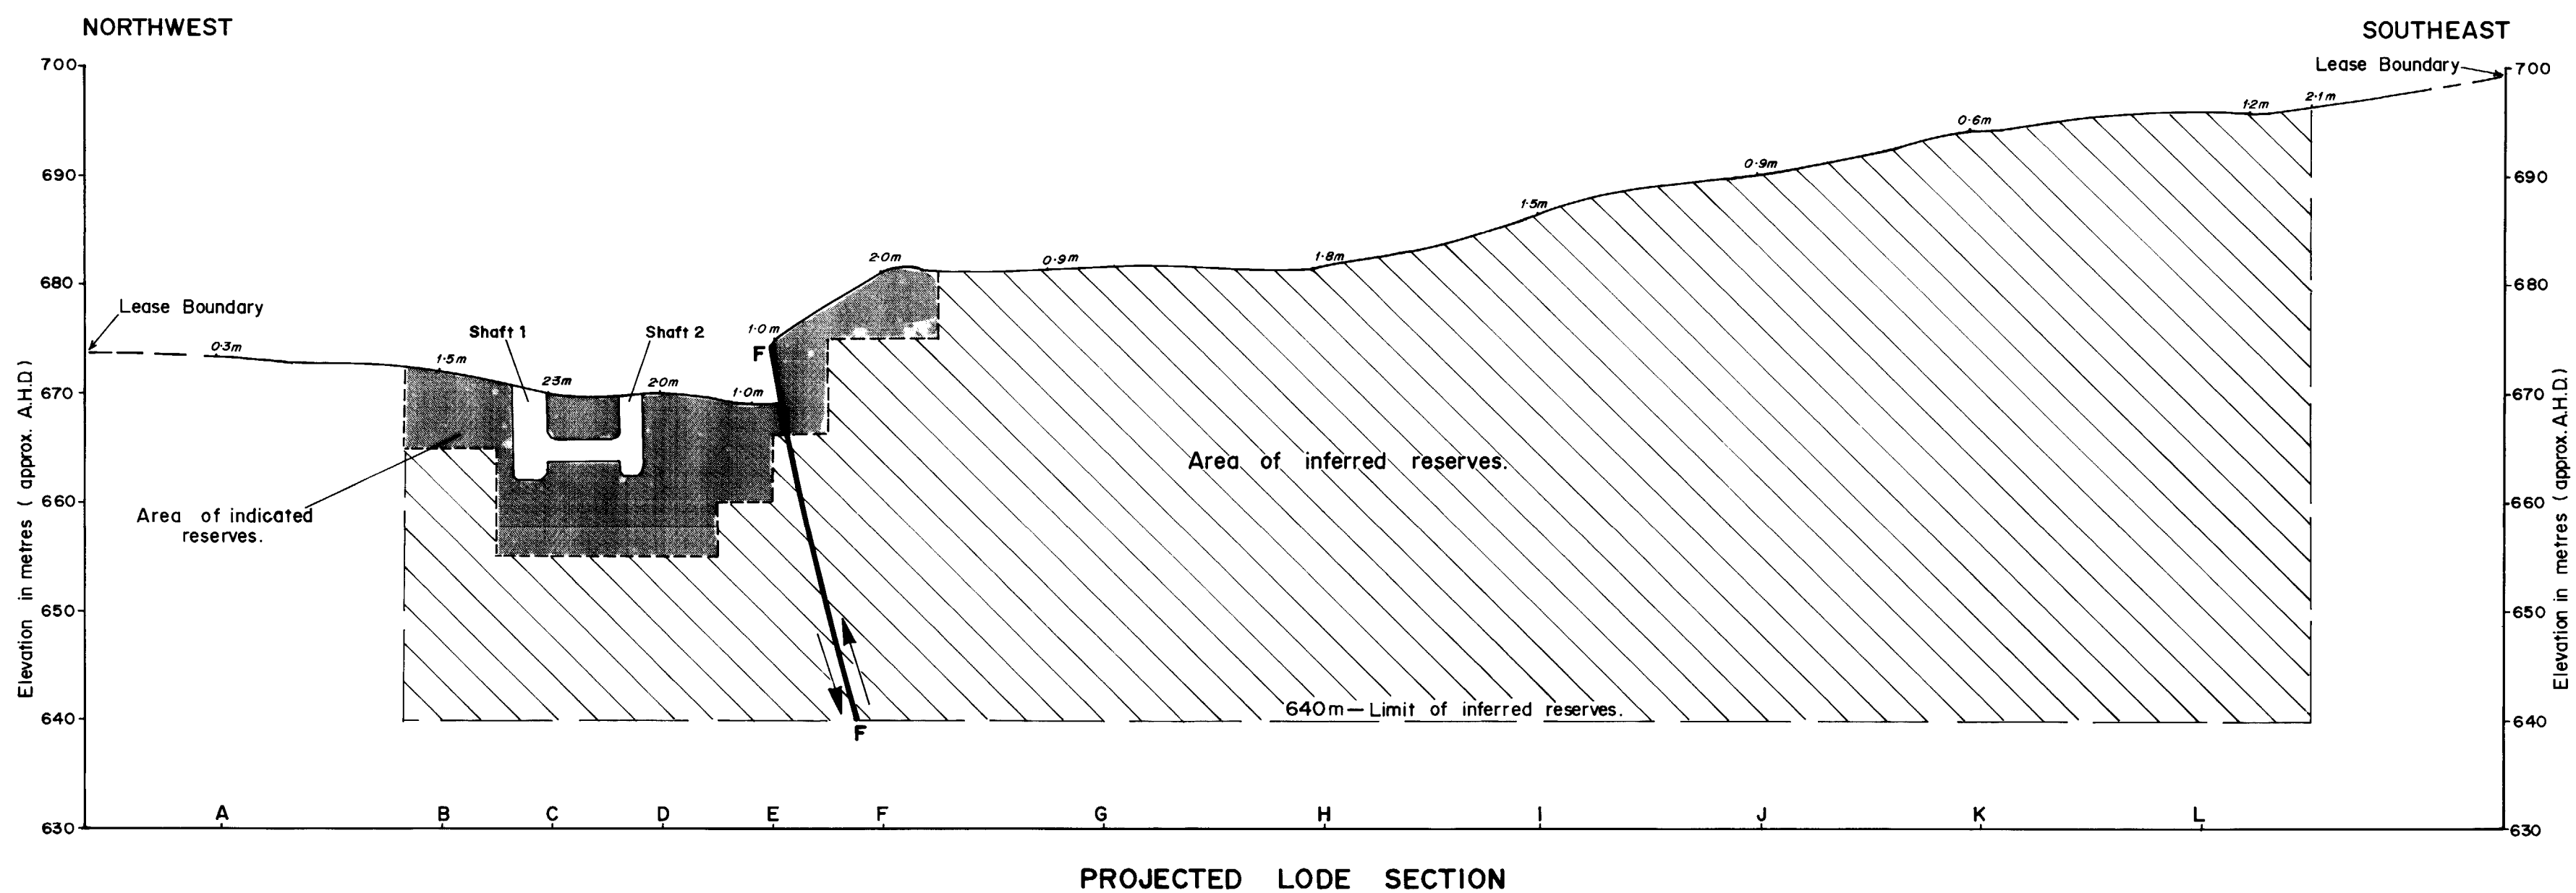 NORTHWEST
SOUTHEAST
Lease Boundary
700
700
2·1m
1·2m
0·6m
690
0·9m
690
1·5m
2·0m
0·9m
1·8m
680
680
Lease Boundary
Shaft 1
Shaft 2
1·0m
F
0·3m
1·5m
23m
2·0m
1·0m
670
670
Area of inferred reserves.
660
660
Area of indicated
reserves.
650
650
640m—Limit of inferred reserves.
640
640
F
Elevation in metres ( approx. A.H.D.)
Elevation in metres ( approx. A.H.D.)
A B C D E F G H I J K L
630
630
PROJECTED LODE SECTION